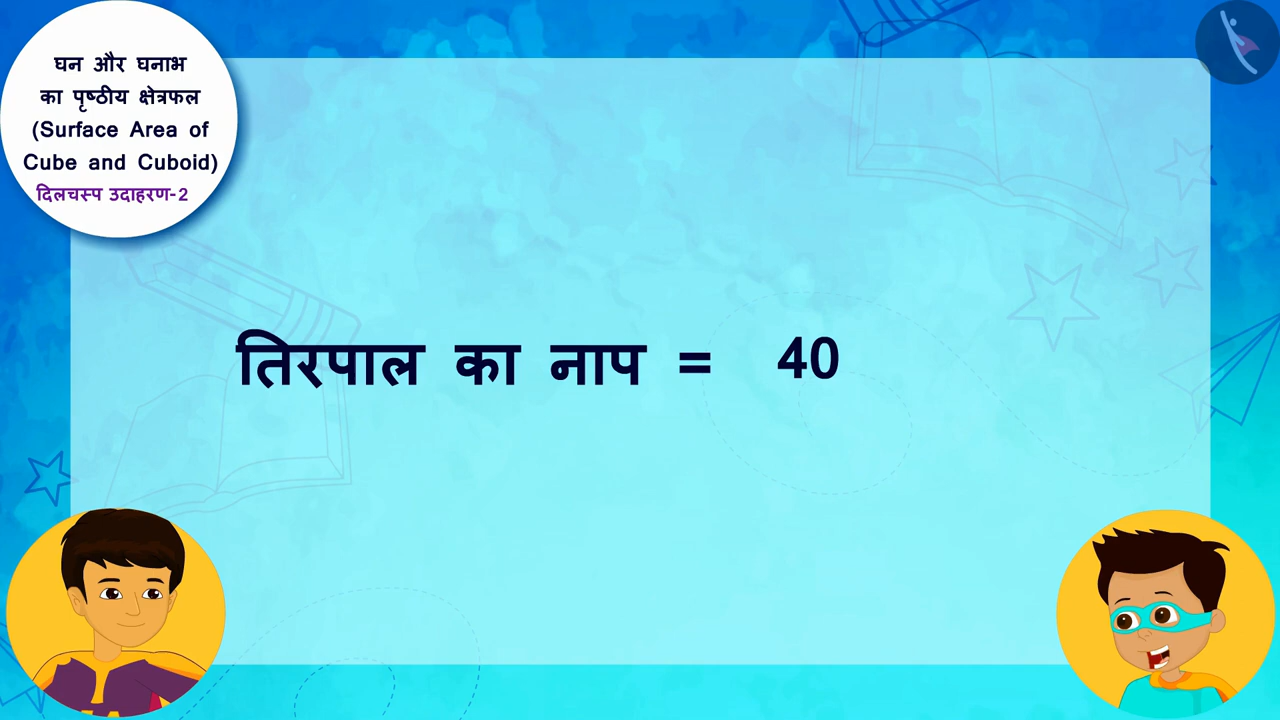 घन और घनाभ
का पृष्ठीय क्षेत्रफल
(Surface Area of
Cube and Cuboid)
दिलचस्प उदाहरण-2
तिरपाल का नाप = 40